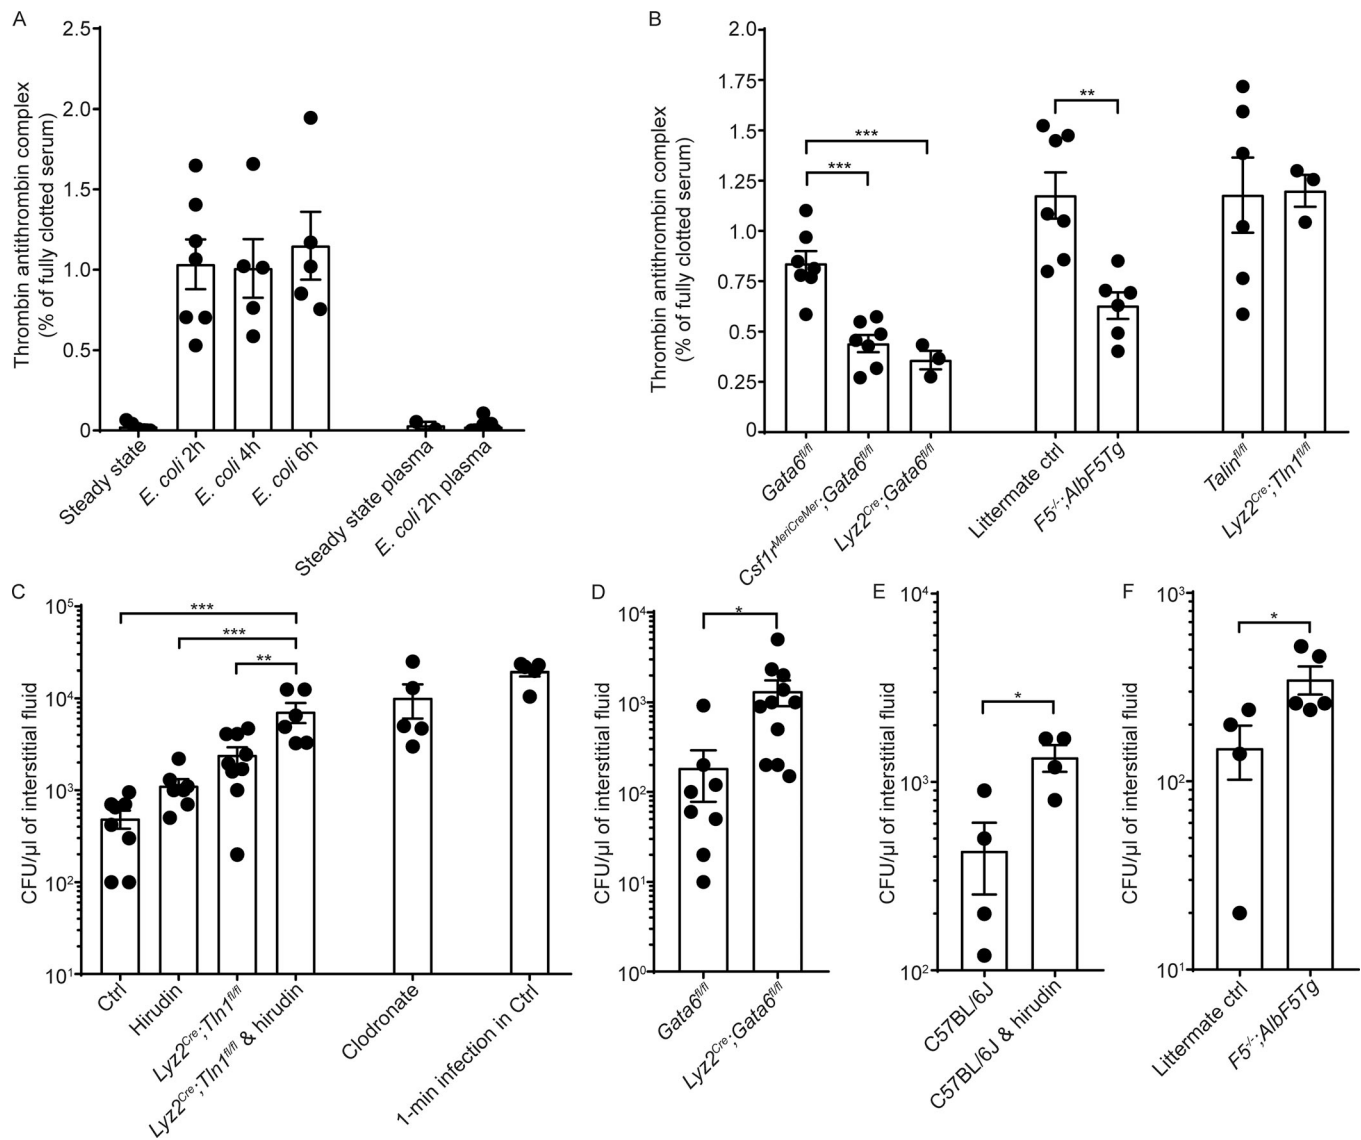 A
Thrombin antithrombin complex
(% of fully clotted serum)
2.5
2.0
1.5
1.0
0.5
0
Steady state
E. coli 2h
E. coli 4h
E. coli 6h
Steady state plasma
E. coli 2h plasma
B
Thrombin antithrombin complex
(% of fully clotted serum)
2.0
1.75
1.5
1.25
1.0
0.75
0.5
0.25
0
***
***
**
Gata6fl/fl
Csf1rMeriCreMer;Gata6fl/fl
Lyz2Cre;Gata6fl/fl
Littermate ctrl
F5-/-;AlbF5Tg
Talinfl/fl
Lyz2Cre;Tln1fl/fl
C
CFU/µl of interstitial fluid
10⁵
10⁴
10³
10²
10¹
***
***
**
Ctrl
Hirudin
Lyz2Cre;Tln1fl/fl
Lyz2Cre;Tln1fl/fl & hirudin
Clodronate
1-min infection in Ctrl
D
CFU/µl of interstitial fluid
10⁴
10³
10²
10¹
10⁰
*
Gata6fl/fl
Lyz2Cre;Gata6fl/fl
E
CFU/µl of interstitial fluid
10⁴
10³
10²
*
C57BL/6J
C57BL/6J & hirudin
F
CFU/µl of interstitial fluid
10³
10²
10¹
*
Littermate ctrl
F5-/-;AlbF5Tg